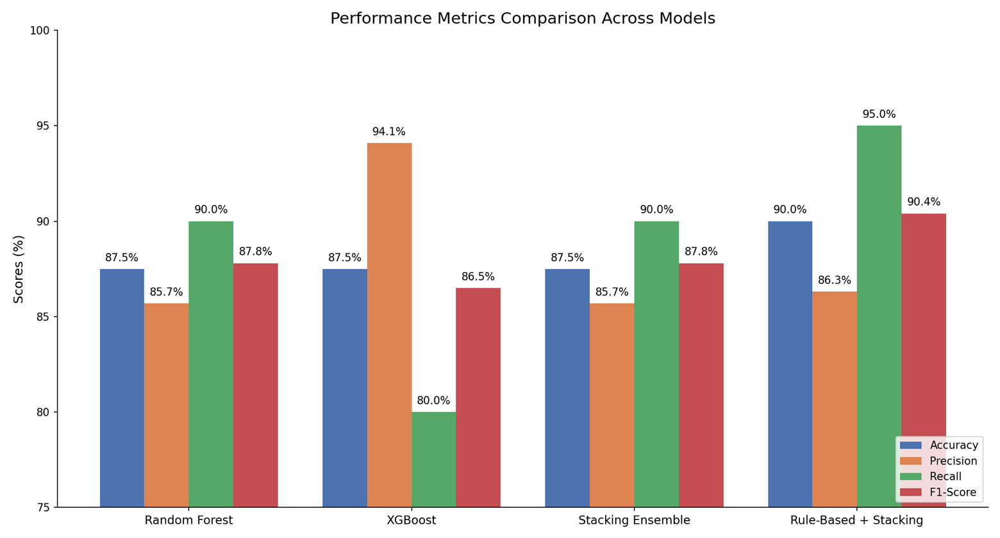 Performance Metrics Comparison Across Models
Scores (%)
100
95
90
85
80
75
87.5%
85.7%
90.0%
87.8%
87.5%
94.1%
80.0%
86.5%
87.5%
85.7%
90.0%
87.8%
90.0%
86.3%
95.0%
90.4%
Random Forest
XGBoost
Stacking Ensemble
Rule-Based + Stacking
Accuracy
Precision
Recall
F1-Score